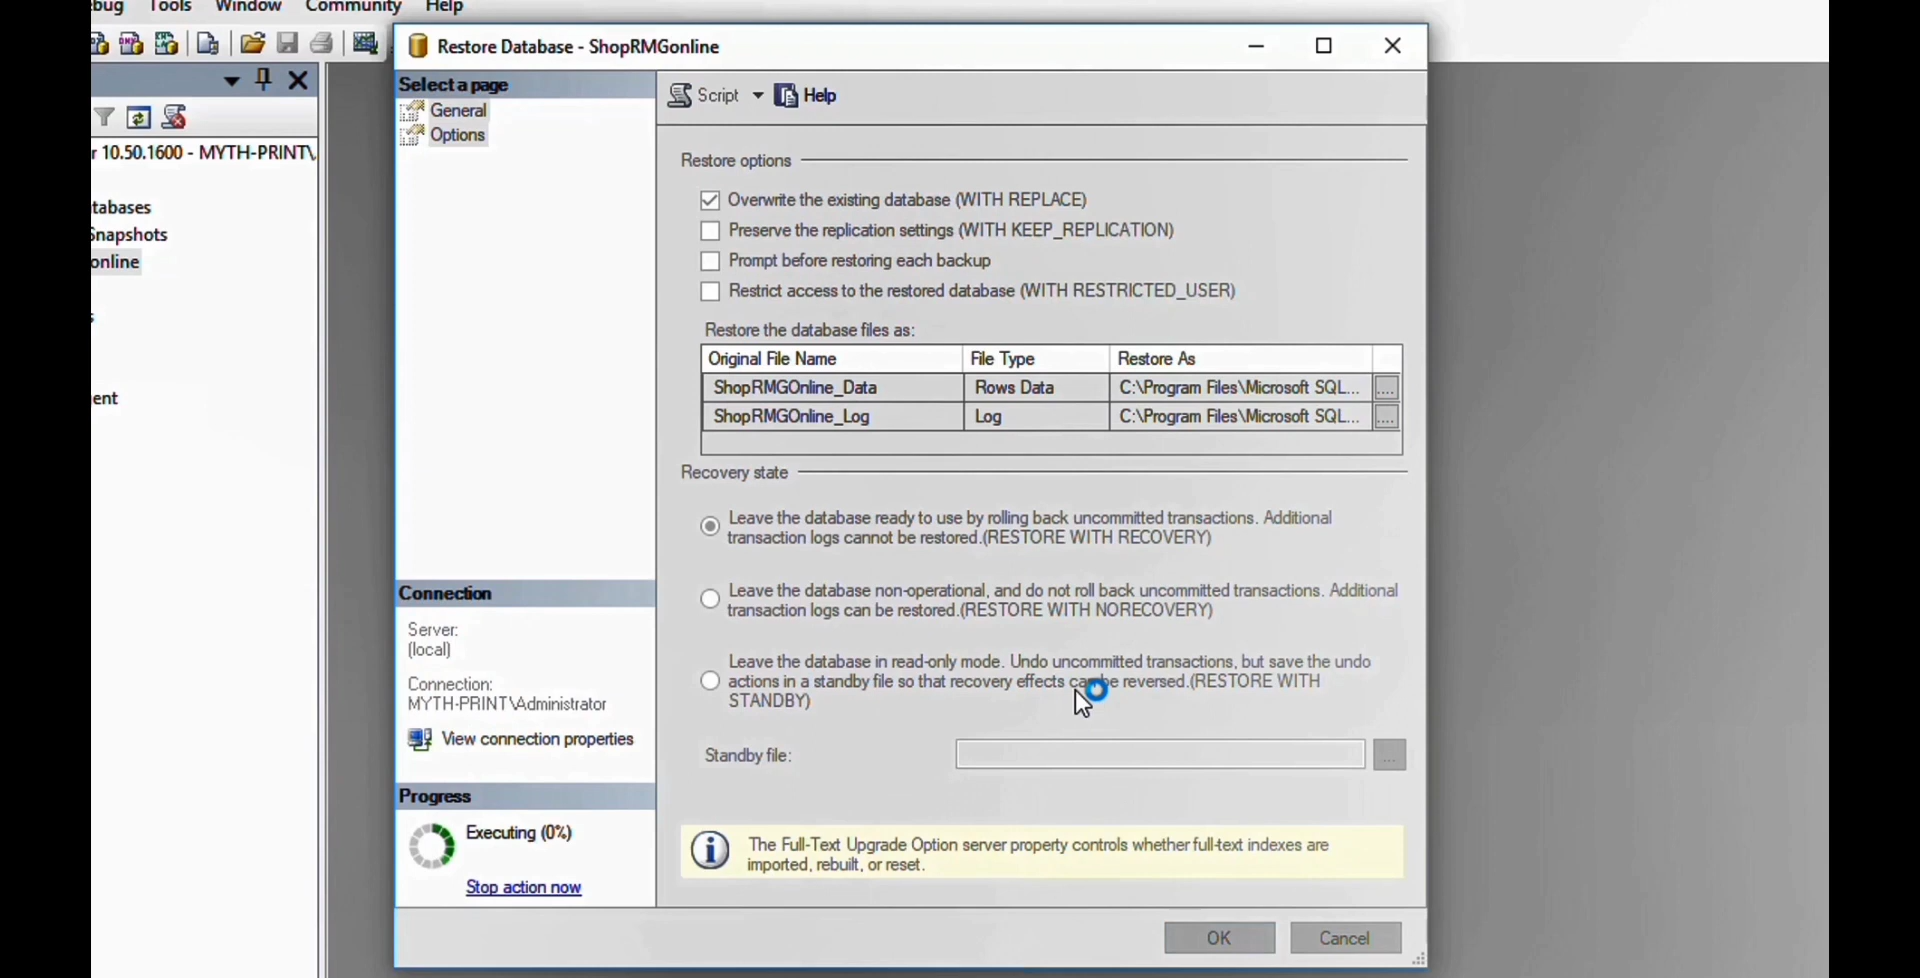 Tools Window Community Help
Restore Database - ShopRMGonline
Select a page
General
Options
Script Help
r 10.50.1600 - MYTH-PRINT\
Restore options
Overwrite the existing database (WITH REPLACE)
Preserve the replication settings (WITH KEEP_REPLICATION)
Prompt before restoring each backup
Restrict access to the restored database (WITH RESTRICTED_USER)
tabases
Snapshots
online
ent
Restore the database files as:
Original File Name File Type Restore As
ShopRMGOnline_Data Rows Data C:\Program Files\Microsoft SQL... ...
ShopRMGOnline_Log Log C:\Program Files\Microsoft SQL... ...
Recovery state
Leave the database ready to use by rolling back uncommitted transactions. Additional
transaction logs cannot be restored.(RESTORE WITH RECOVERY)
Leave the database non-operational, and do not roll back uncommitted transactions. Additional
transaction logs can be restored.(RESTORE WITH NORECOVERY)
Leave the database in read-only mode. Undo uncommitted transactions, but save the undo
actions in a standby file so that recovery effects can be reversed.(RESTORE WITH
STANDBY)
Standby file: ...
Connection
Server:
(local)
Connection:
MYTH-PRINT\Administrator
View connection properties
Progress
Executing (0%)
Stop action now
The Full-Text Upgrade Option server property controls whether full-text indexes are
imported, rebuilt, or reset.
OK Cancel